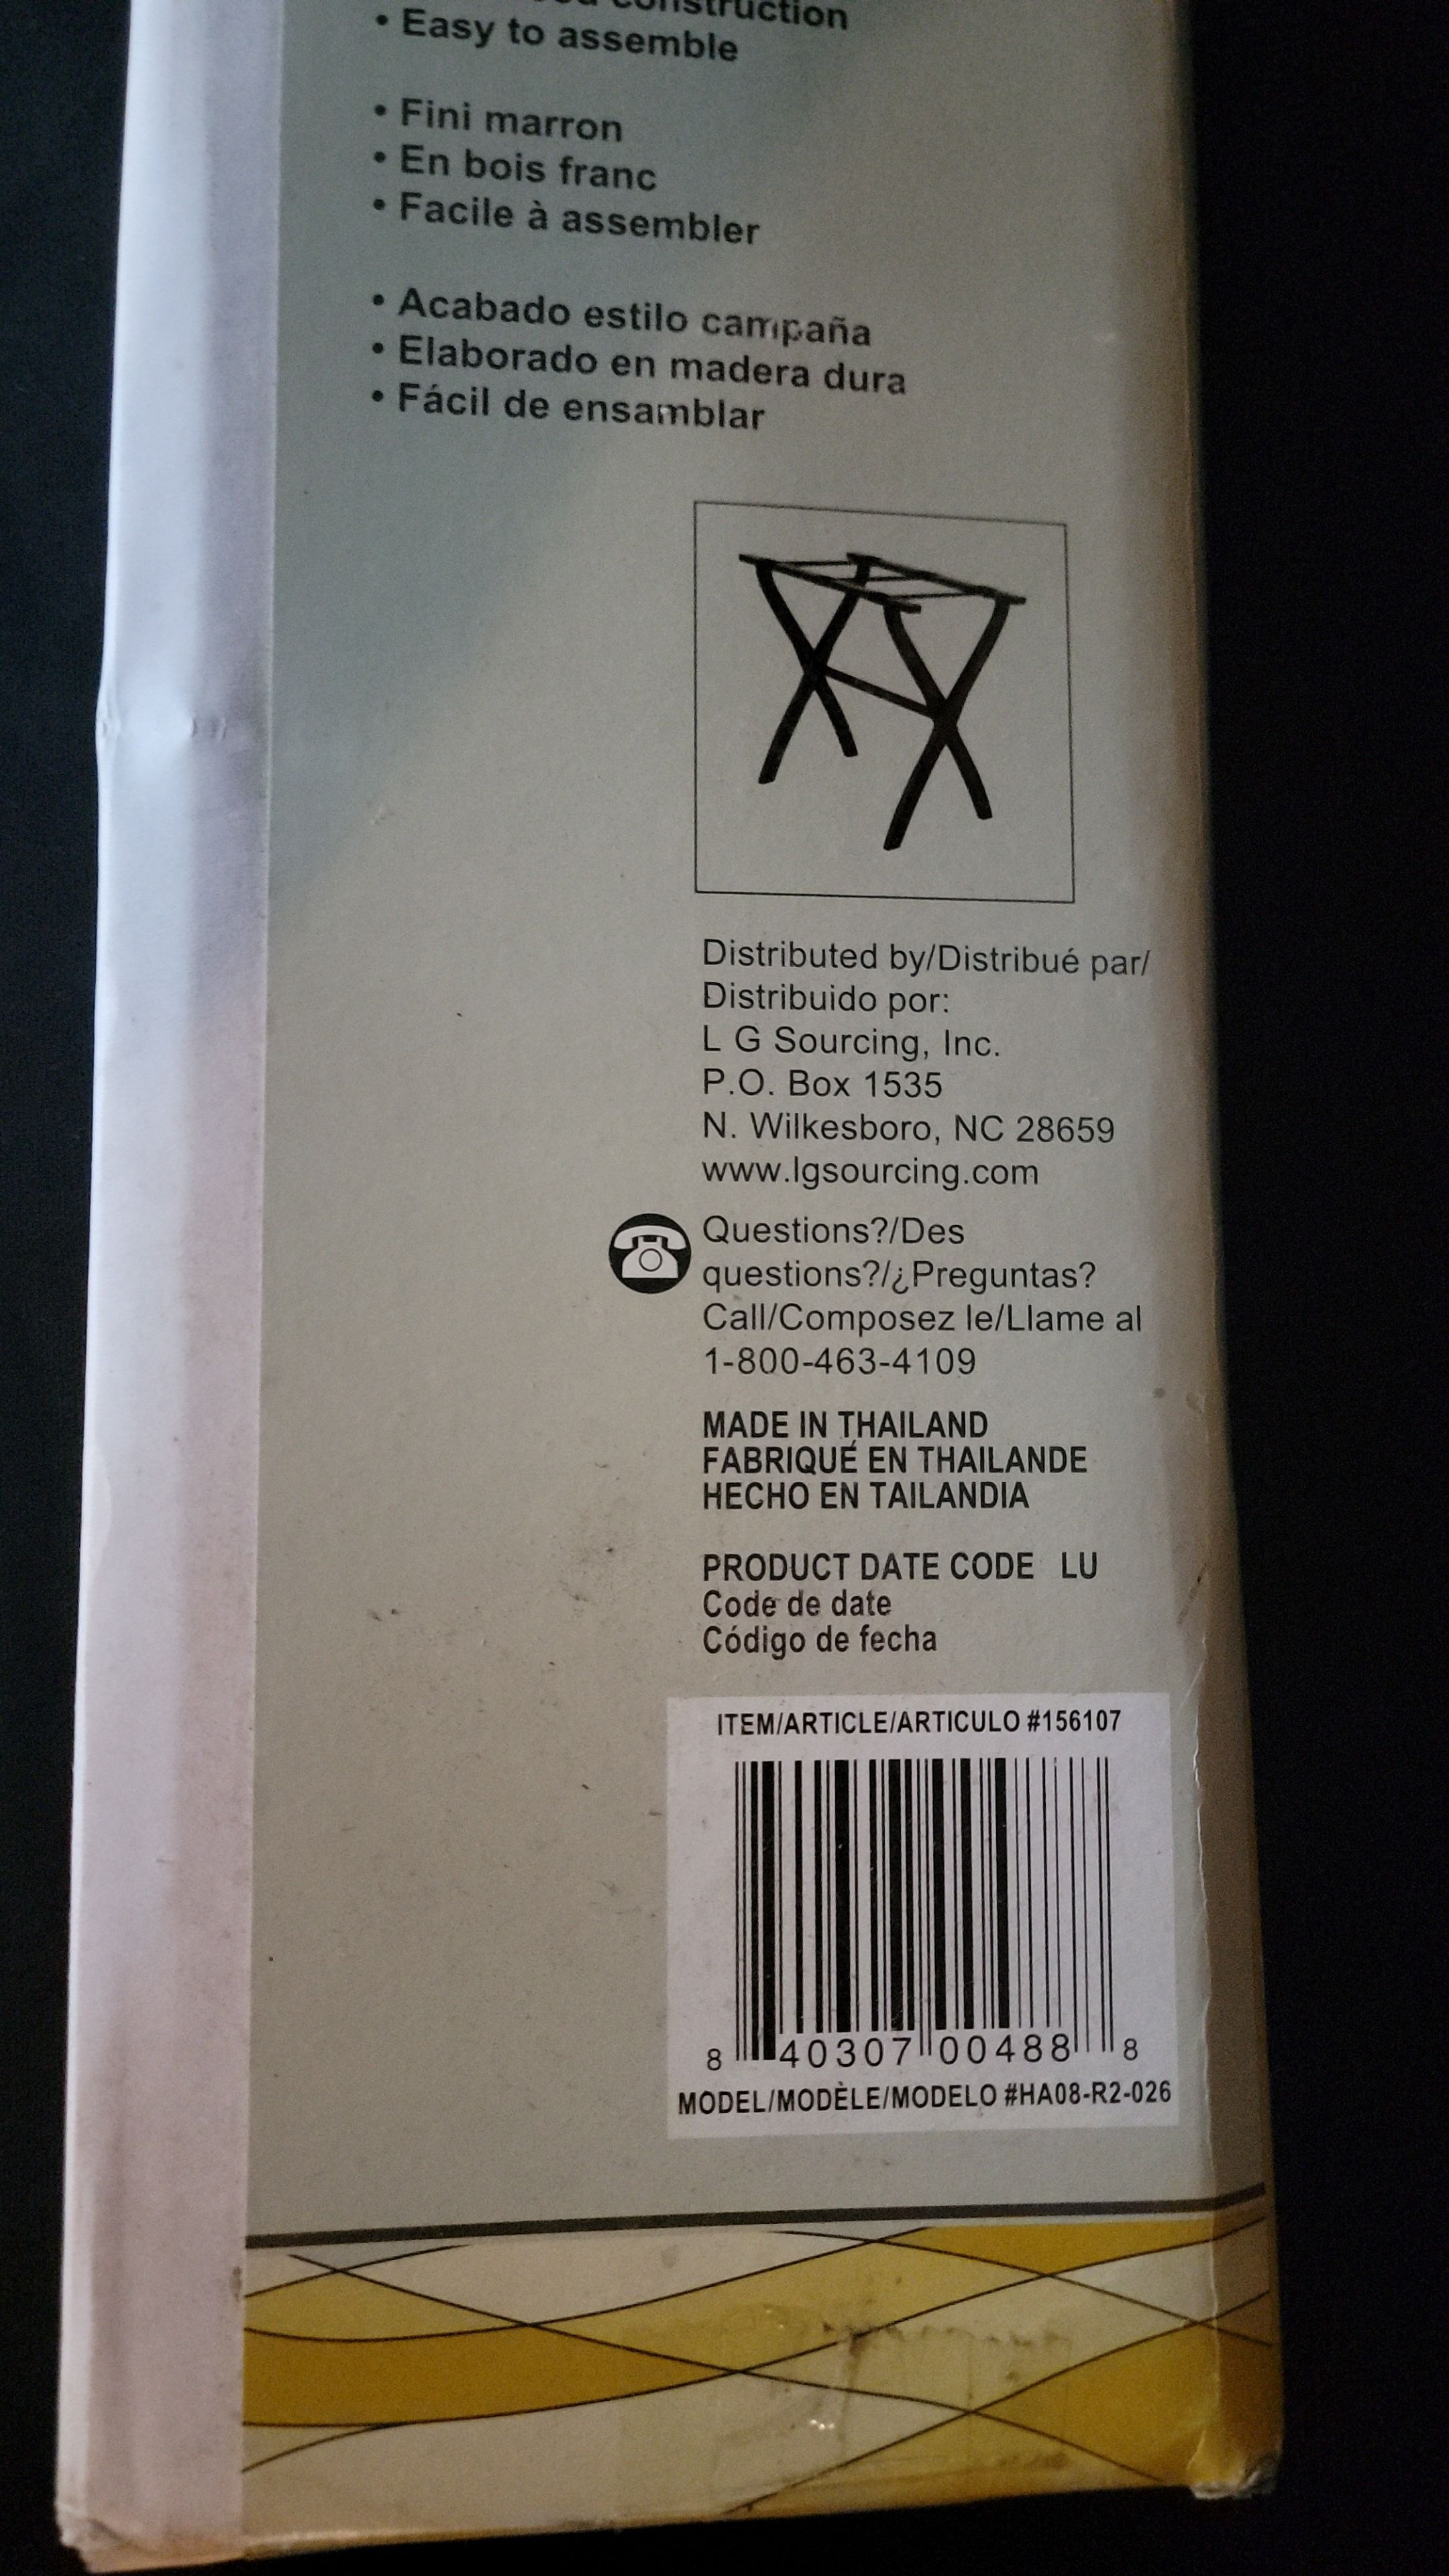 construction
• Easy to assemble
• Fini marron
• En bois franc
• Facile à assembler
• Acabado estilo campaña
• Elaborado en madera dura
• Fácil de ensamblar
Distributed by/Distribué par/
Distribuido por:
L G Sourcing, Inc.
P.O. Box 1535
N. Wilkesboro, NC 28659
www.lgsourcing.com
Questions?/Des
questions?/¿Preguntas?
Call/Composez le/Llame al
1-800-463-4109
MADE IN THAILAND
FABRIQUÉ EN THAILANDE
HECHO EN TAILANDIA
PRODUCT DATE CODE LU
Code de date
Código de fecha
ITEM/ARTICLE/ARTICULO #156107
8 40307 00488 8
MODEL/MODÈLE/MODELO #HA08-R2-026